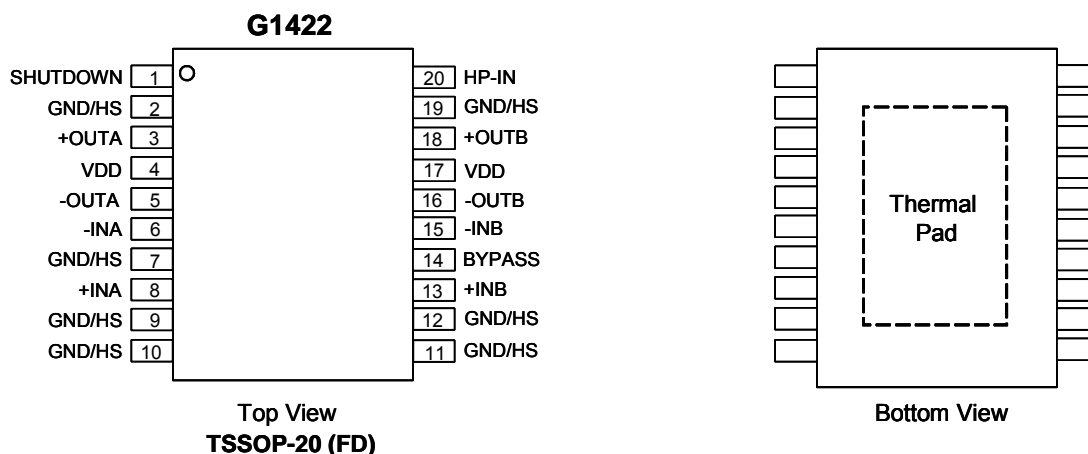 G1422
SHUTDOWN 1
GND/HS 2
+OUTA 3
VDD 4
-OUTA 5
-INA 6
GND/HS 7
+INA 8
GND/HS 9
GND/HS 10
20 HP-IN
19 GND/HS
18 +OUTB
17 VDD
16 -OUTB
15 -INB
14 BYPASS
13 +INB
12 GND/HS
11 GND/HS
Top View
TSSOP-20 (FD)
Thermal
Pad
Bottom View